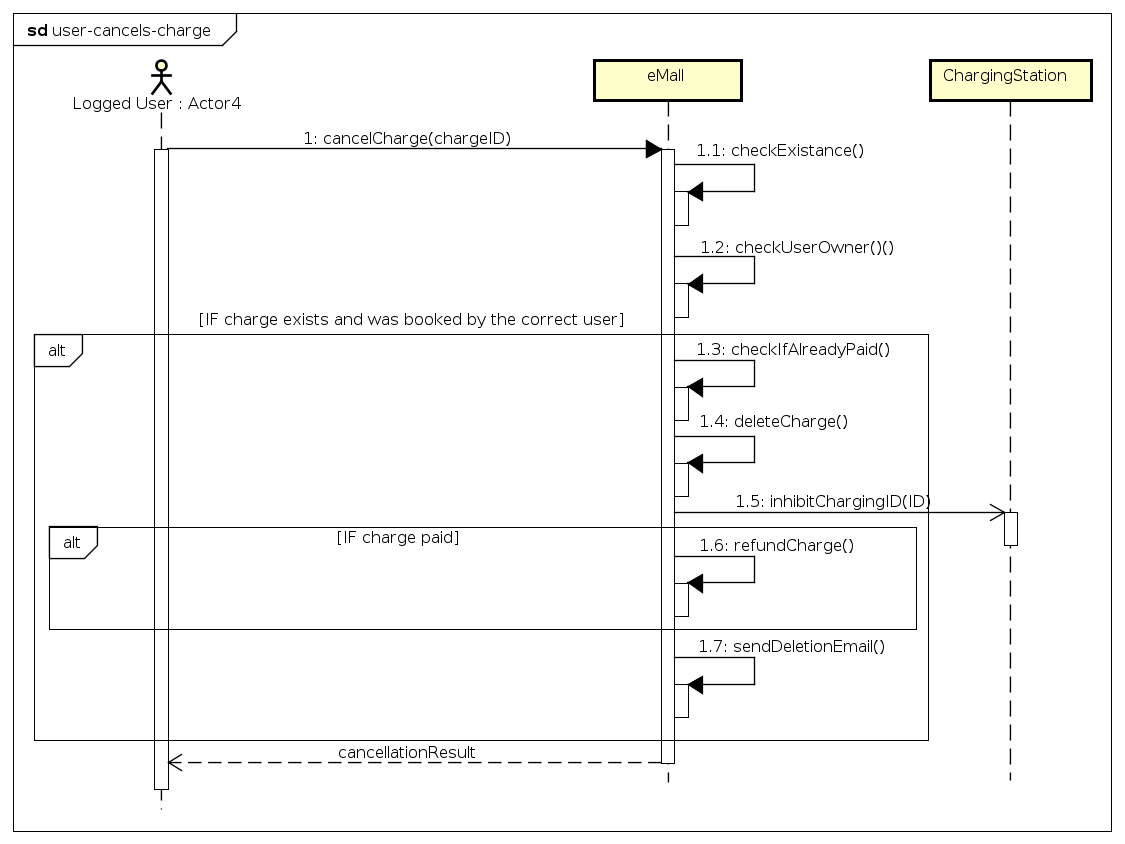 sd user-cancels-charge
Logged User : Actor4
eMall
ChargingStation
1: cancelCharge(chargeID)
1.1: checkExistance()
1.2: checkUserOwner()()
[IF charge exists and was booked by the correct user]
alt
1.3: checkIfAlreadyPaid()
1.4: deleteCharge()
1.5: inhibitChargingID(ID)
alt
[IF charge paid]
1.6: refundCharge()
1.7: sendDeletionEmail()
cancellationResult